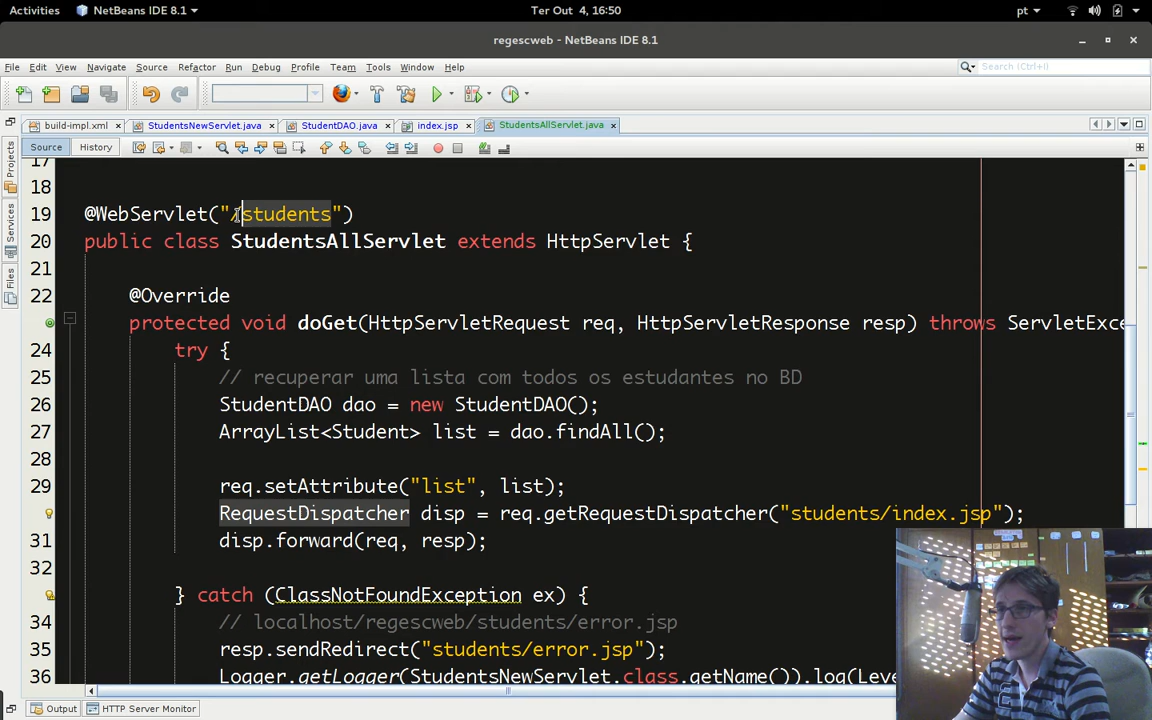 Activities NetBeans IDE 8.1 Ter Out 4, 16:50 pt
regescweb - NetBeans IDE 8.1
File Edit View Navigate Source Refactor Run Debug Profile Team Tools Window Help Search (Ctrl+I)
build-impl.xml StudentsNewServlet.java StudentDAO.java index.jsp StudentsAllServlet.java
Source History
Projects
Services
Files
17
18
19 @WebServlet("/students")
20 public class StudentsAllServlet extends HttpServlet {
21
22 @Override
protected void doGet(HttpServletRequest req, HttpServletResponse resp) throws ServletExce
24 try {
25 // recuperar uma lista com todos os estudantes no BD
26 StudentDAO dao = new StudentDAO();
27 ArrayList<Student> list = dao.findAll();
28
29 req.setAttribute("list", list);
RequestDispatcher disp = req.getRequestDispatcher("students/index.jsp");
31 disp.forward(req, resp);
32
} catch (ClassNotFoundException ex) {
34 // localhost/regescweb/students/error.jsp
35 resp.sendRedirect("students/error.jsp");
36 Logger.getLogger(StudentsNewServlet.class.getName()).log(Leve
Output HTTP Server Monitor